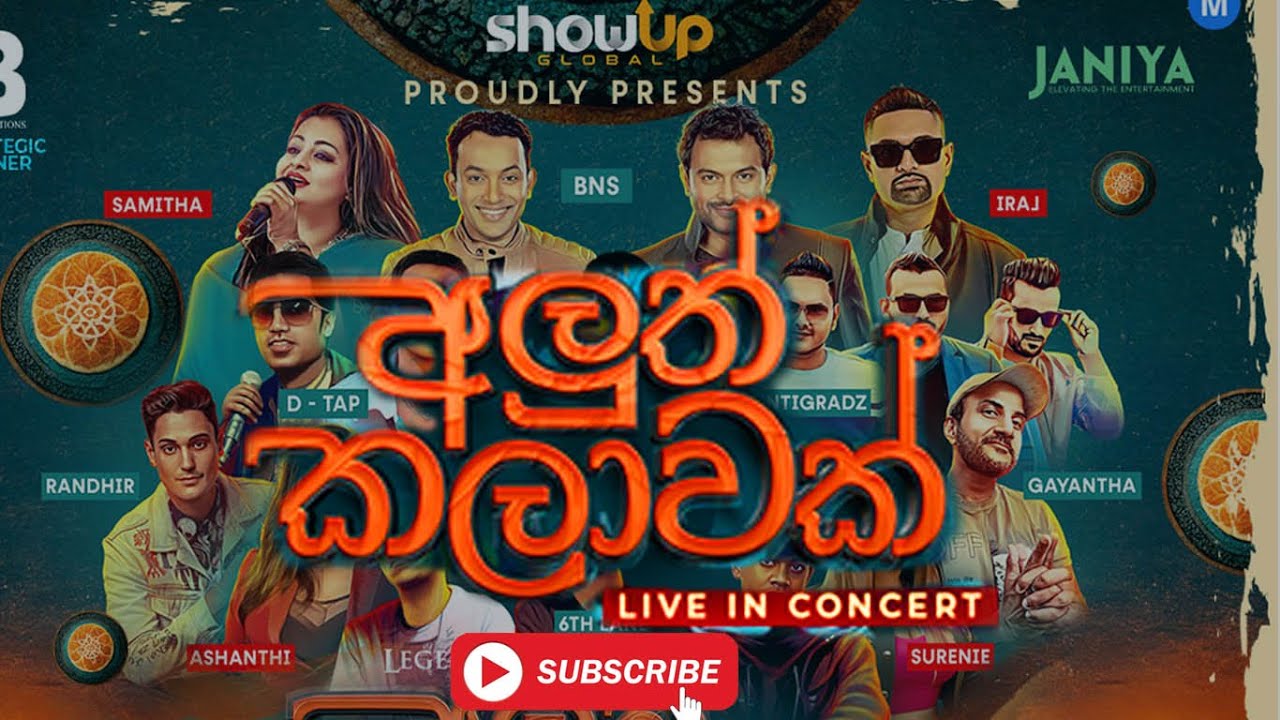 M
showUp
GLOBAL
PROUDLY PRESENTS
JANIYA
ELEVATING THE ENTERTAINMENT
SAMITHA
BNS
IRAJ
අලුත්
D - TAP
කලාවක්
RANDHIR
GAYANTHA
LIVE IN CONCERT
6TH
ASHANTHI
SURENIE
SUBSCRIBE